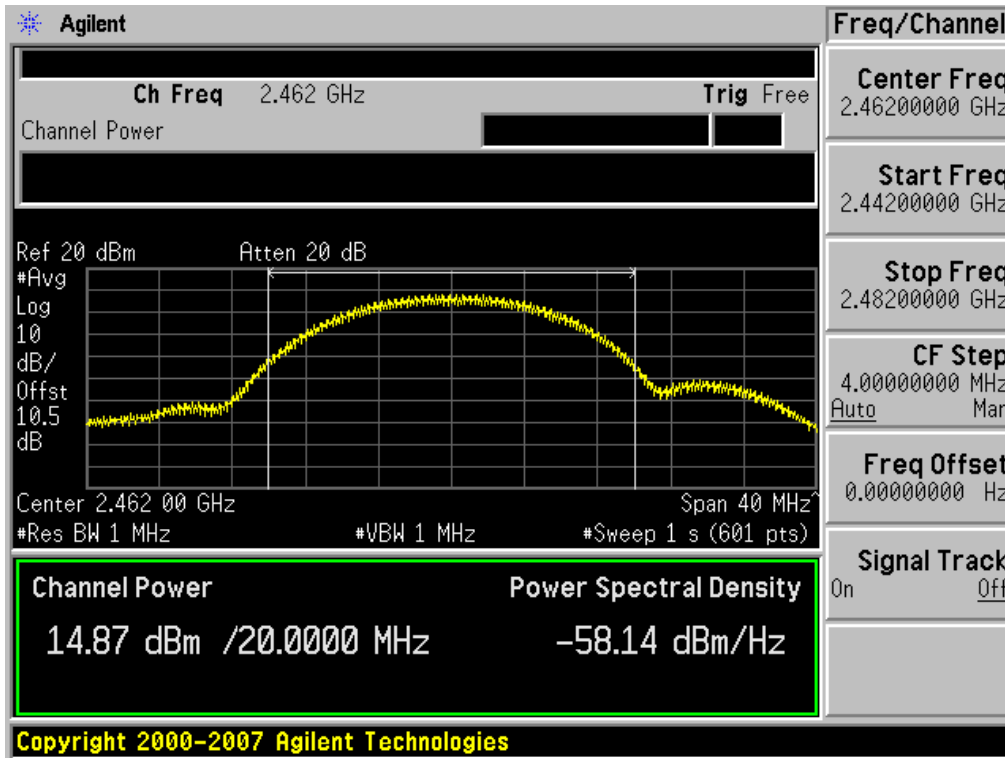 Agilent
Freq/Channel
Ch Freq 2.462 GHz Trig Free
Channel Power
Center Freq
2.46200000 GHz
Start Freq
2.44200000 GHz
Stop Freq
2.48200000 GHz
CF Step
4.00000000 MHz
Auto Man
Freq Offset
0.00000000 Hz
Signal Track
On Off
Ref 20 dBm Atten 20 dB
#Avg
Log
10
dB/
Offst
10.5
dB
Center 2.462 00 GHz Span 40 MHz^
#Res BW 1 MHz #VBW 1 MHz #Sweep 1 s (601 pts)
Channel Power Power Spectral Density
14.87 dBm /20.0000 MHz -58.14 dBm/Hz
Copyright 2000-2007 Agilent Technologies